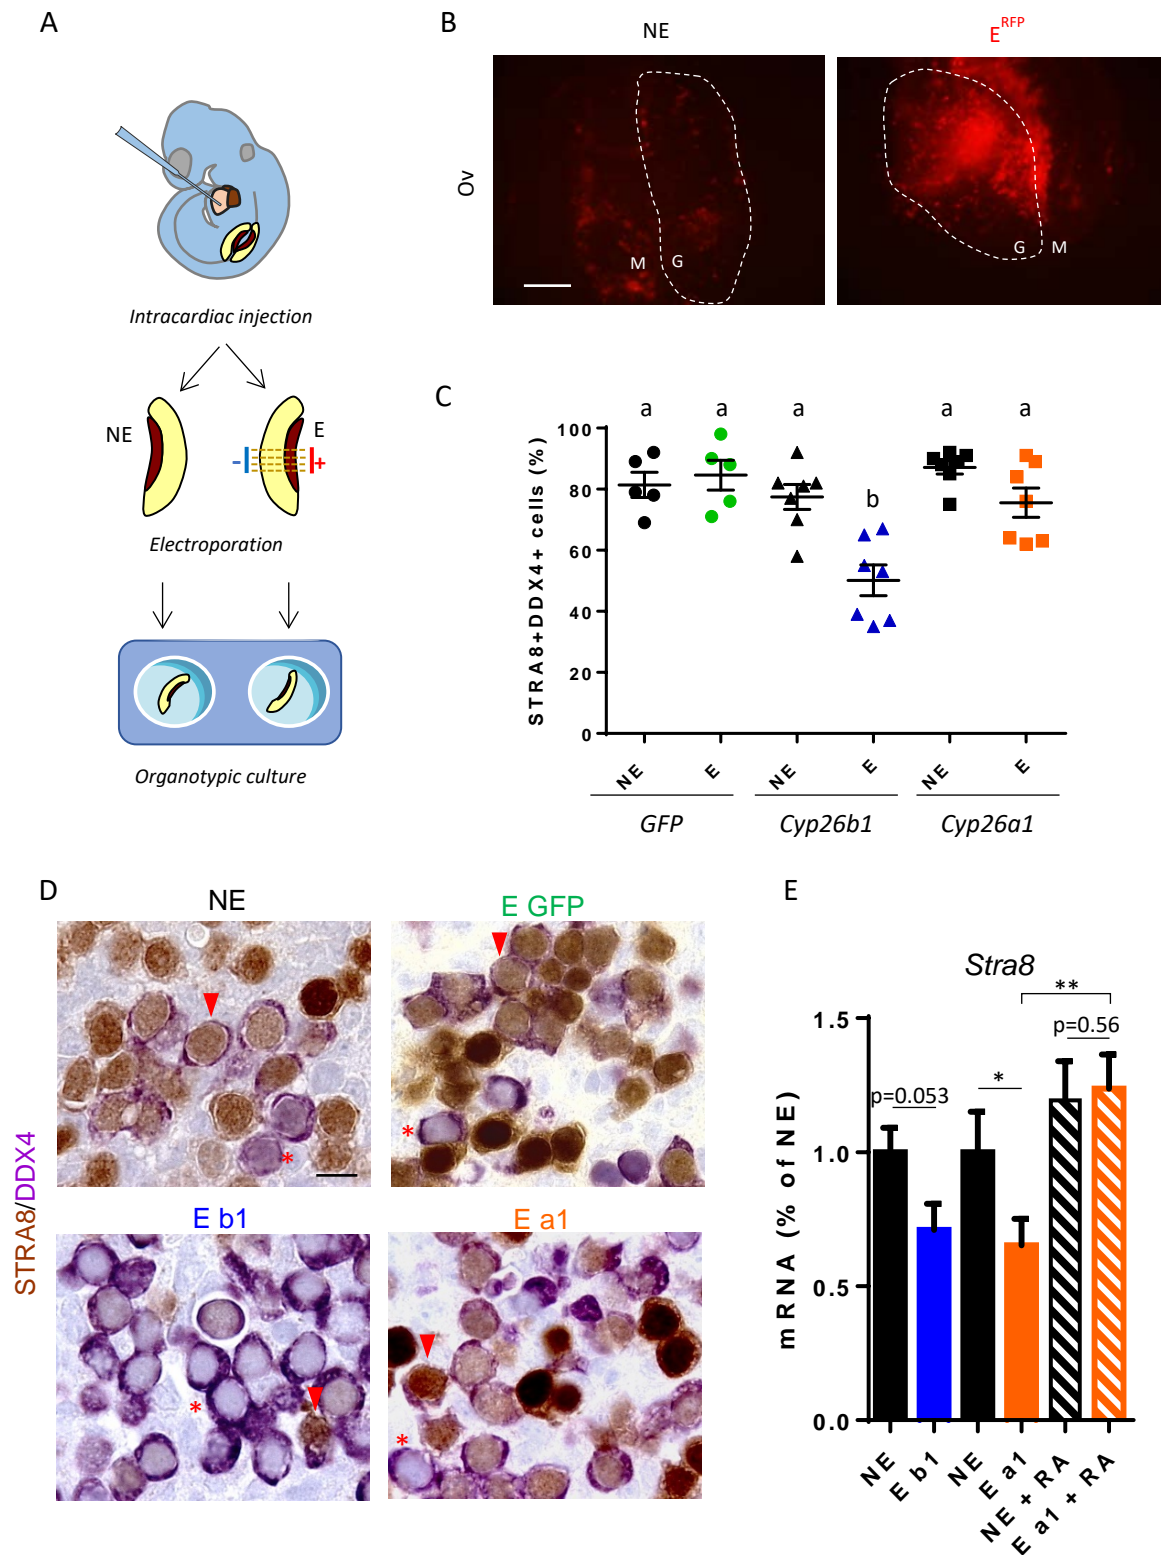 A
Intracardiac injection
NE
E
-
+
Electroporation
Organotypic culture
B
NE
E^RFP
Ov
M
G
G
M
C
a
a
a
b
a
a
STRA8+DDX4+ cells (%)
100
80
60
40
20
0
NE
E
NE
E
NE
E
GFP
Cyp26b1
Cyp26a1
D
NE
E GFP
*
*
E b1
E a1
*
*
STRA8/DDX4
E
Stra8
**
p=0.56
*
p=0.053
mRNA (% of NE)
1.5
1.0
0.5
0.0
NE
E b1
NE
E a1
NE + RA
E a1 + RA